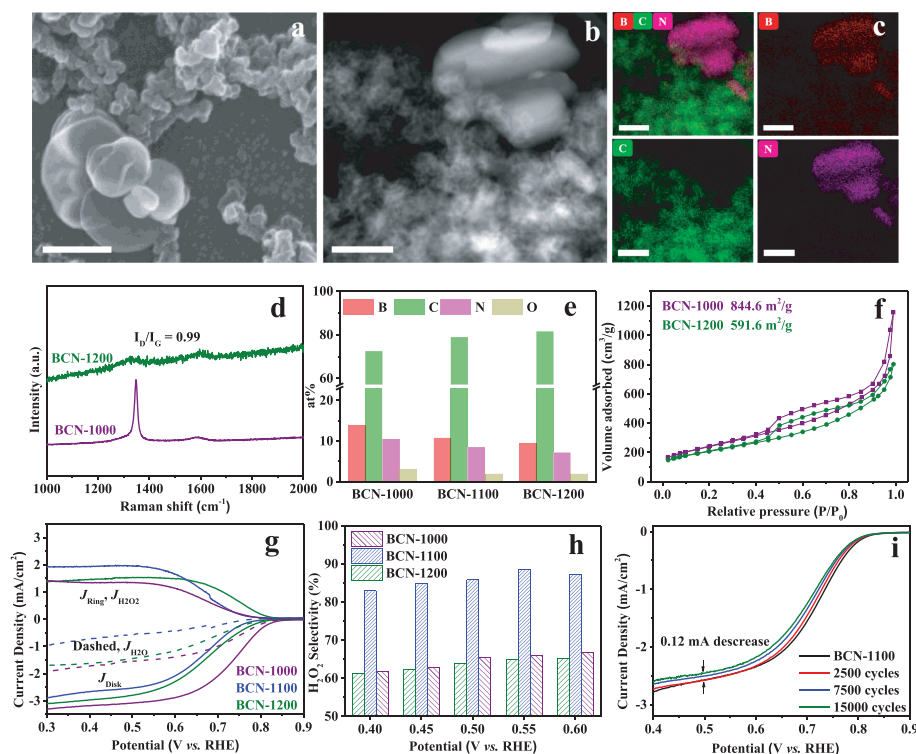 a
b
B C N
B
c
C
N
d
I_D/I_G = 0.99
BCN-1200
BCN-1000
Intensity (a.u.)
1000 1200 1400 1600 1800 2000
Raman shift (cm⁻¹)
e
B C N O
100
80
60
20
10
0
at%
BCN-1000 BCN-1100 BCN-1200
f
BCN-1000 844.6 m²/g
BCN-1200 591.6 m²/g
1200
1000
800
600
400
200
0
Volume adsorbed (cm³/g)
0.0 0.2 0.4 0.6 0.8 1.0
Relative pressure (P/P₀)
g
3
2
1
0
-1
-2
-3
Current Density (mA/cm²)
J_Ring, J_H2O2
Dashed, J_H2O
J_Disk
BCN-1000
BCN-1100
BCN-1200
0.3 0.4 0.5 0.6 0.7 0.8 0.9
Potential (V vs. RHE)
h
BCN-1000
BCN-1100
BCN-1200
100
90
80
70
60
50
H₂O₂ Selectivity (%)
0.40 0.45 0.50 0.55 0.60
Potential (V vs. RHE)
i
0
-1
-2
-3
Current Density (mA/cm²)
0.12 mA descrease
BCN-1100
2500 cycles
7500 cycles
15000 cycles
0.4 0.5 0.6 0.7 0.8 0.9
Potential (V vs. RHE)